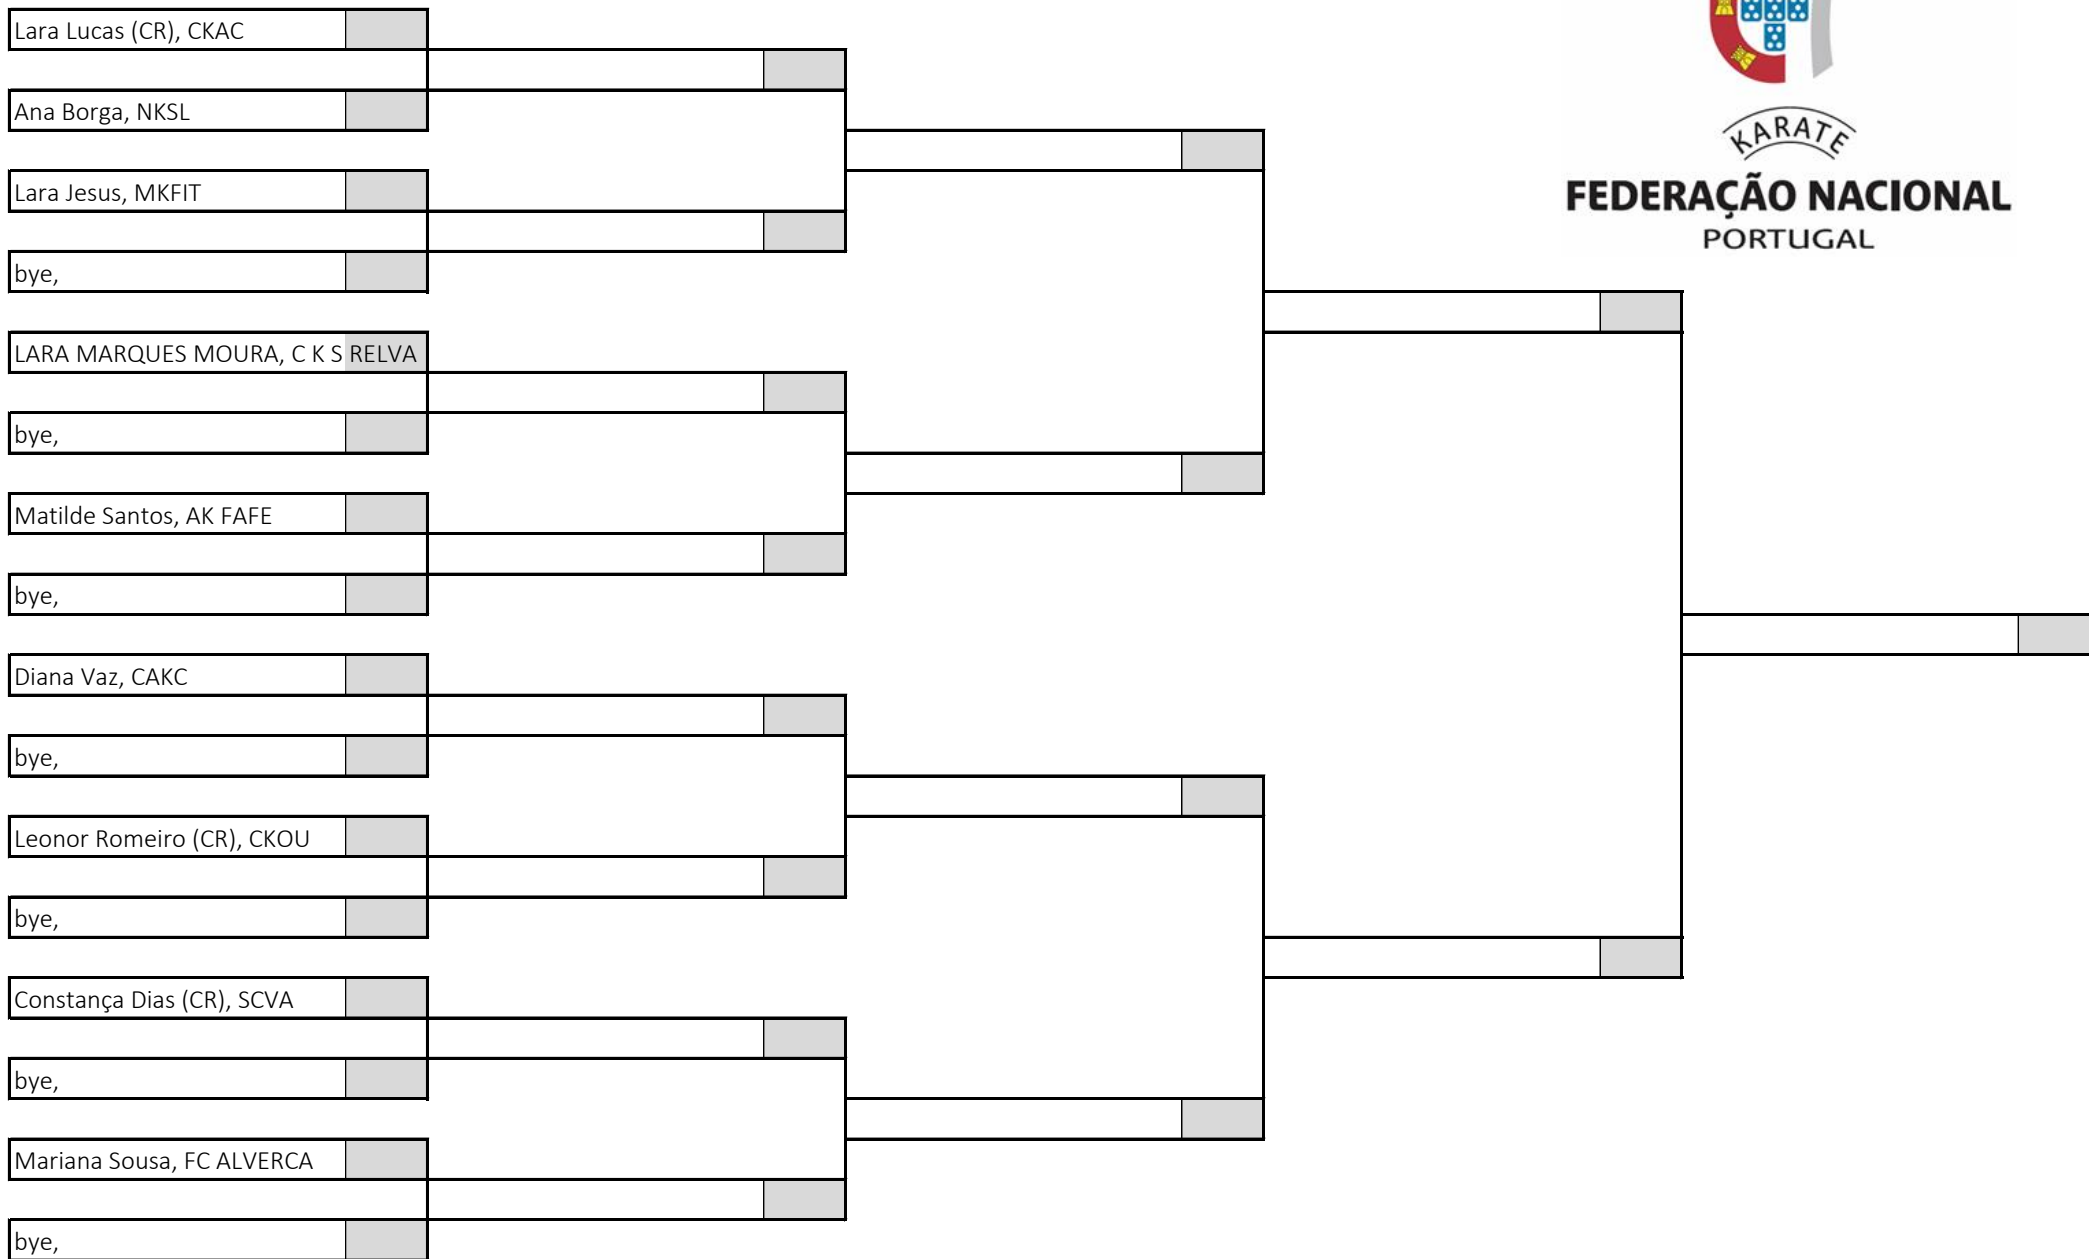 Lara Lucas (CR), CKAC
Ana Borga, NKSL
Lara Jesus, MKFIT
bye,
LARA MARQUES MOURA, C K S RELVA
bye,
Matilde Santos, AK FAFE
bye,
Diana Vaz, CAKC
bye,
Leonor Romeiro (CR), CKOU
bye,
Constança Dias (CR), SCVA
bye,
Mariana Sousa, FC ALVERCA
bye,
KARATE
FEDERAÇÃO NACIONAL
PORTUGAL